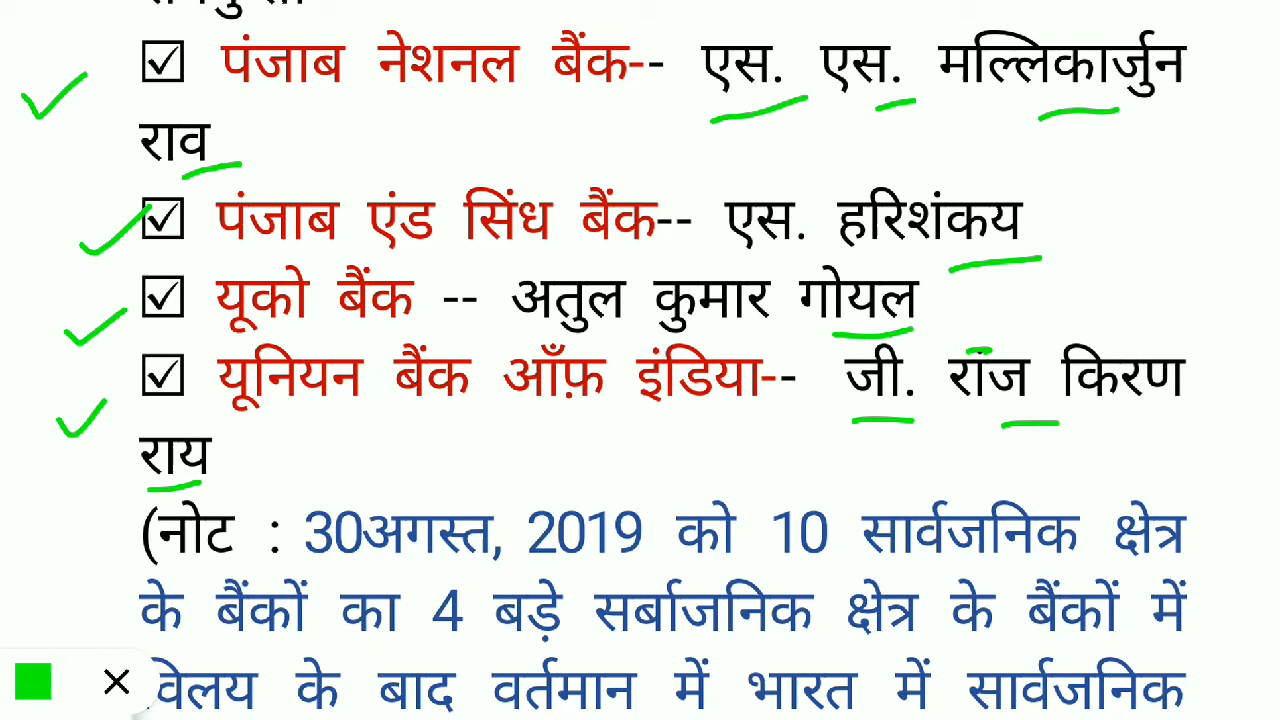 ☑ पंजाब नेशनल बैंक-- एस. एस. मल्लिकार्जुन
राव
☑ पंजाब एंड सिंध बैंक-- एस. हरिशंकय
☑ यूको बैंक -- अतुल कुमार गोयल
☑ यूनियन बैंक आँफ़ इंडिया-- जी. राज किरण
राय
(नोट : 30अगस्त, 2019 को 10 सार्वजनिक क्षेत्र
के बैंकों का 4 बड़े सर्बाजनिक क्षेत्र के बैंकों में
विलय के बाद वर्तमान में भारत में सार्वजनिक